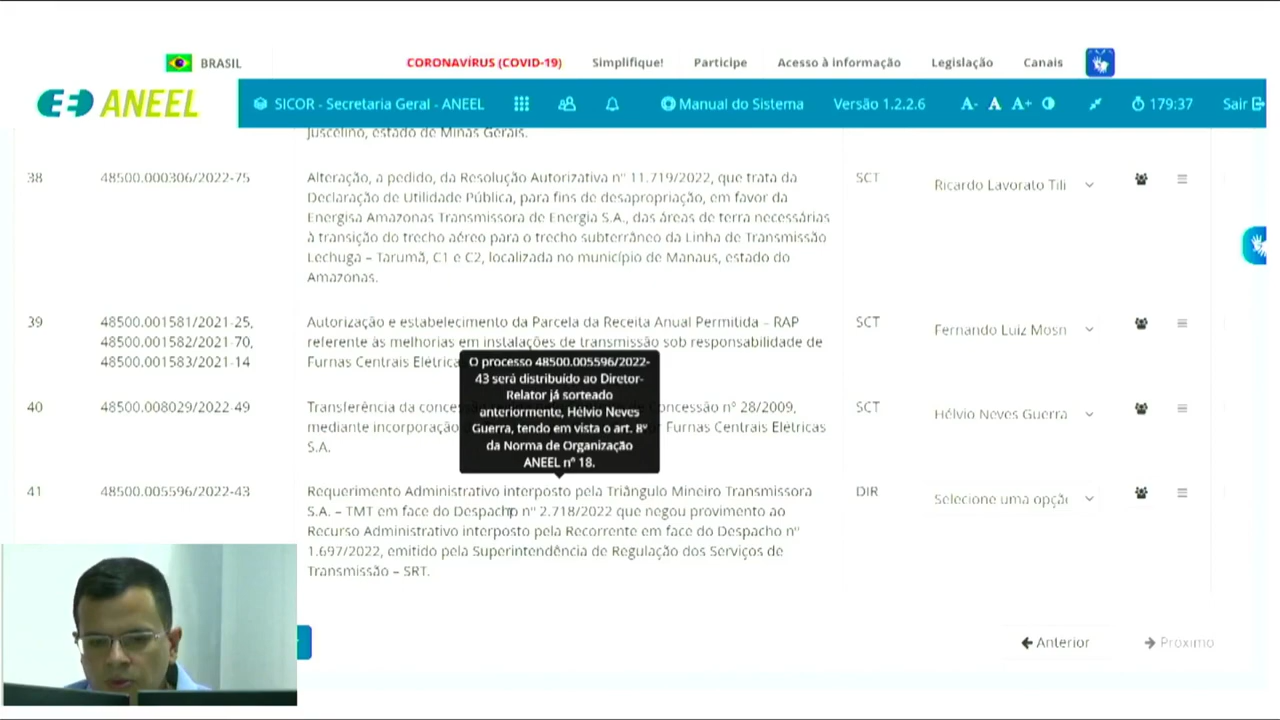 BRASIL
CORONAVÍRUS (COVID-19)
Simplifique!
Participe
Acesso à informação
Legislação
Canais
ANEEL
SICOR - Secretaria Geral - ANEEL
Manual do Sistema
Versão 1.2.2.6
A- A A+
179:37
Sair
Juscelino, estado de Minas Gerais.
38
48500.000306/2022-75
Alteração, a pedido, da Resolução Autorizativa nº 11.719/2022, que trata da
Declaração de Utilidade Pública, para fins de desapropriação, em favor da
Energisa Amazonas Transmissora de Energia S.A., das áreas de terra necessárias
à transição do trecho aéreo para o trecho subterrâneo da Linha de Transmissão
Lechuga – Tarumã, C1 e C2, localizada no município de Manaus, estado do
Amazonas.
SCT
Ricardo Lavorato Tili
39
48500.001581/2021-25,
48500.001582/2021-70,
48500.001583/2021-14
Autorização e estabelecimento da Parcela da Receita Anual Permitida – RAP
referente às melhorias em instalações de transmissão sob responsabilidade de
Furnas Centrais Elétrica
SCT
Fernando Luiz Mosn
O processo 48500.005596/2022-
43 será distribuído ao Diretor-
Relator já sorteado
anteriormente, Hélvio Neves
Guerra, tendo em vista o art. 8º
da Norma de Organização
ANEEL nº 18.
40
48500.008029/2022-49
Transferência da concess
Concessão nº 28/2009,
mediante incorporação
Furnas Centrais Elétricas
S.A.
SCT
Hélvio Neves Guerra
41
48500.005596/2022-43
Requerimento Administrativo interposto pela Triângulo Mineiro Transmissora
S.A. – TMT em face do Despacho nº 2.718/2022 que negou provimento ao
Recurso Administrativo interposto pela Recorrente em face do Despacho nº
1.697/2022, emitido pela Superintendência de Regulação dos Serviços de
Transmissão – SRT.
DIR
Selecione uma opçã
Anterior
Próximo